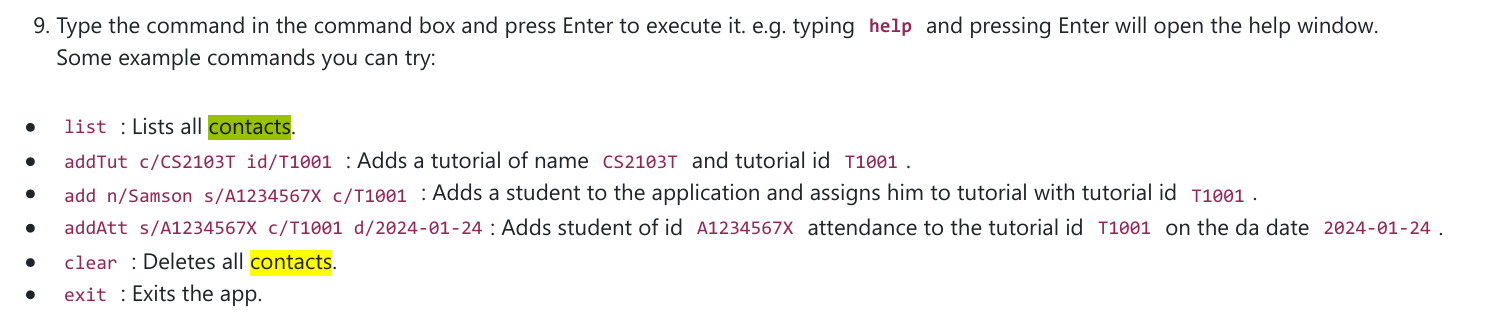 9. Type the command in the command box and press Enter to execute it. e.g. typing help and pressing Enter will open the help window.
Some example commands you can try:
• list : Lists all contacts.
• addTut c/CS2103T id/T1001 : Adds a tutorial of name CS2103T and tutorial id T1001 .
• add n/Samson s/A1234567X c/T1001 : Adds a student to the application and assigns him to tutorial with tutorial id T1001 .
• addAtt s/A1234567X c/T1001 d/2024-01-24 : Adds student of id A1234567X attendance to the tutorial id T1001 on the da date 2024-01-24 .
• clear : Deletes all contacts.
• exit : Exits the app.